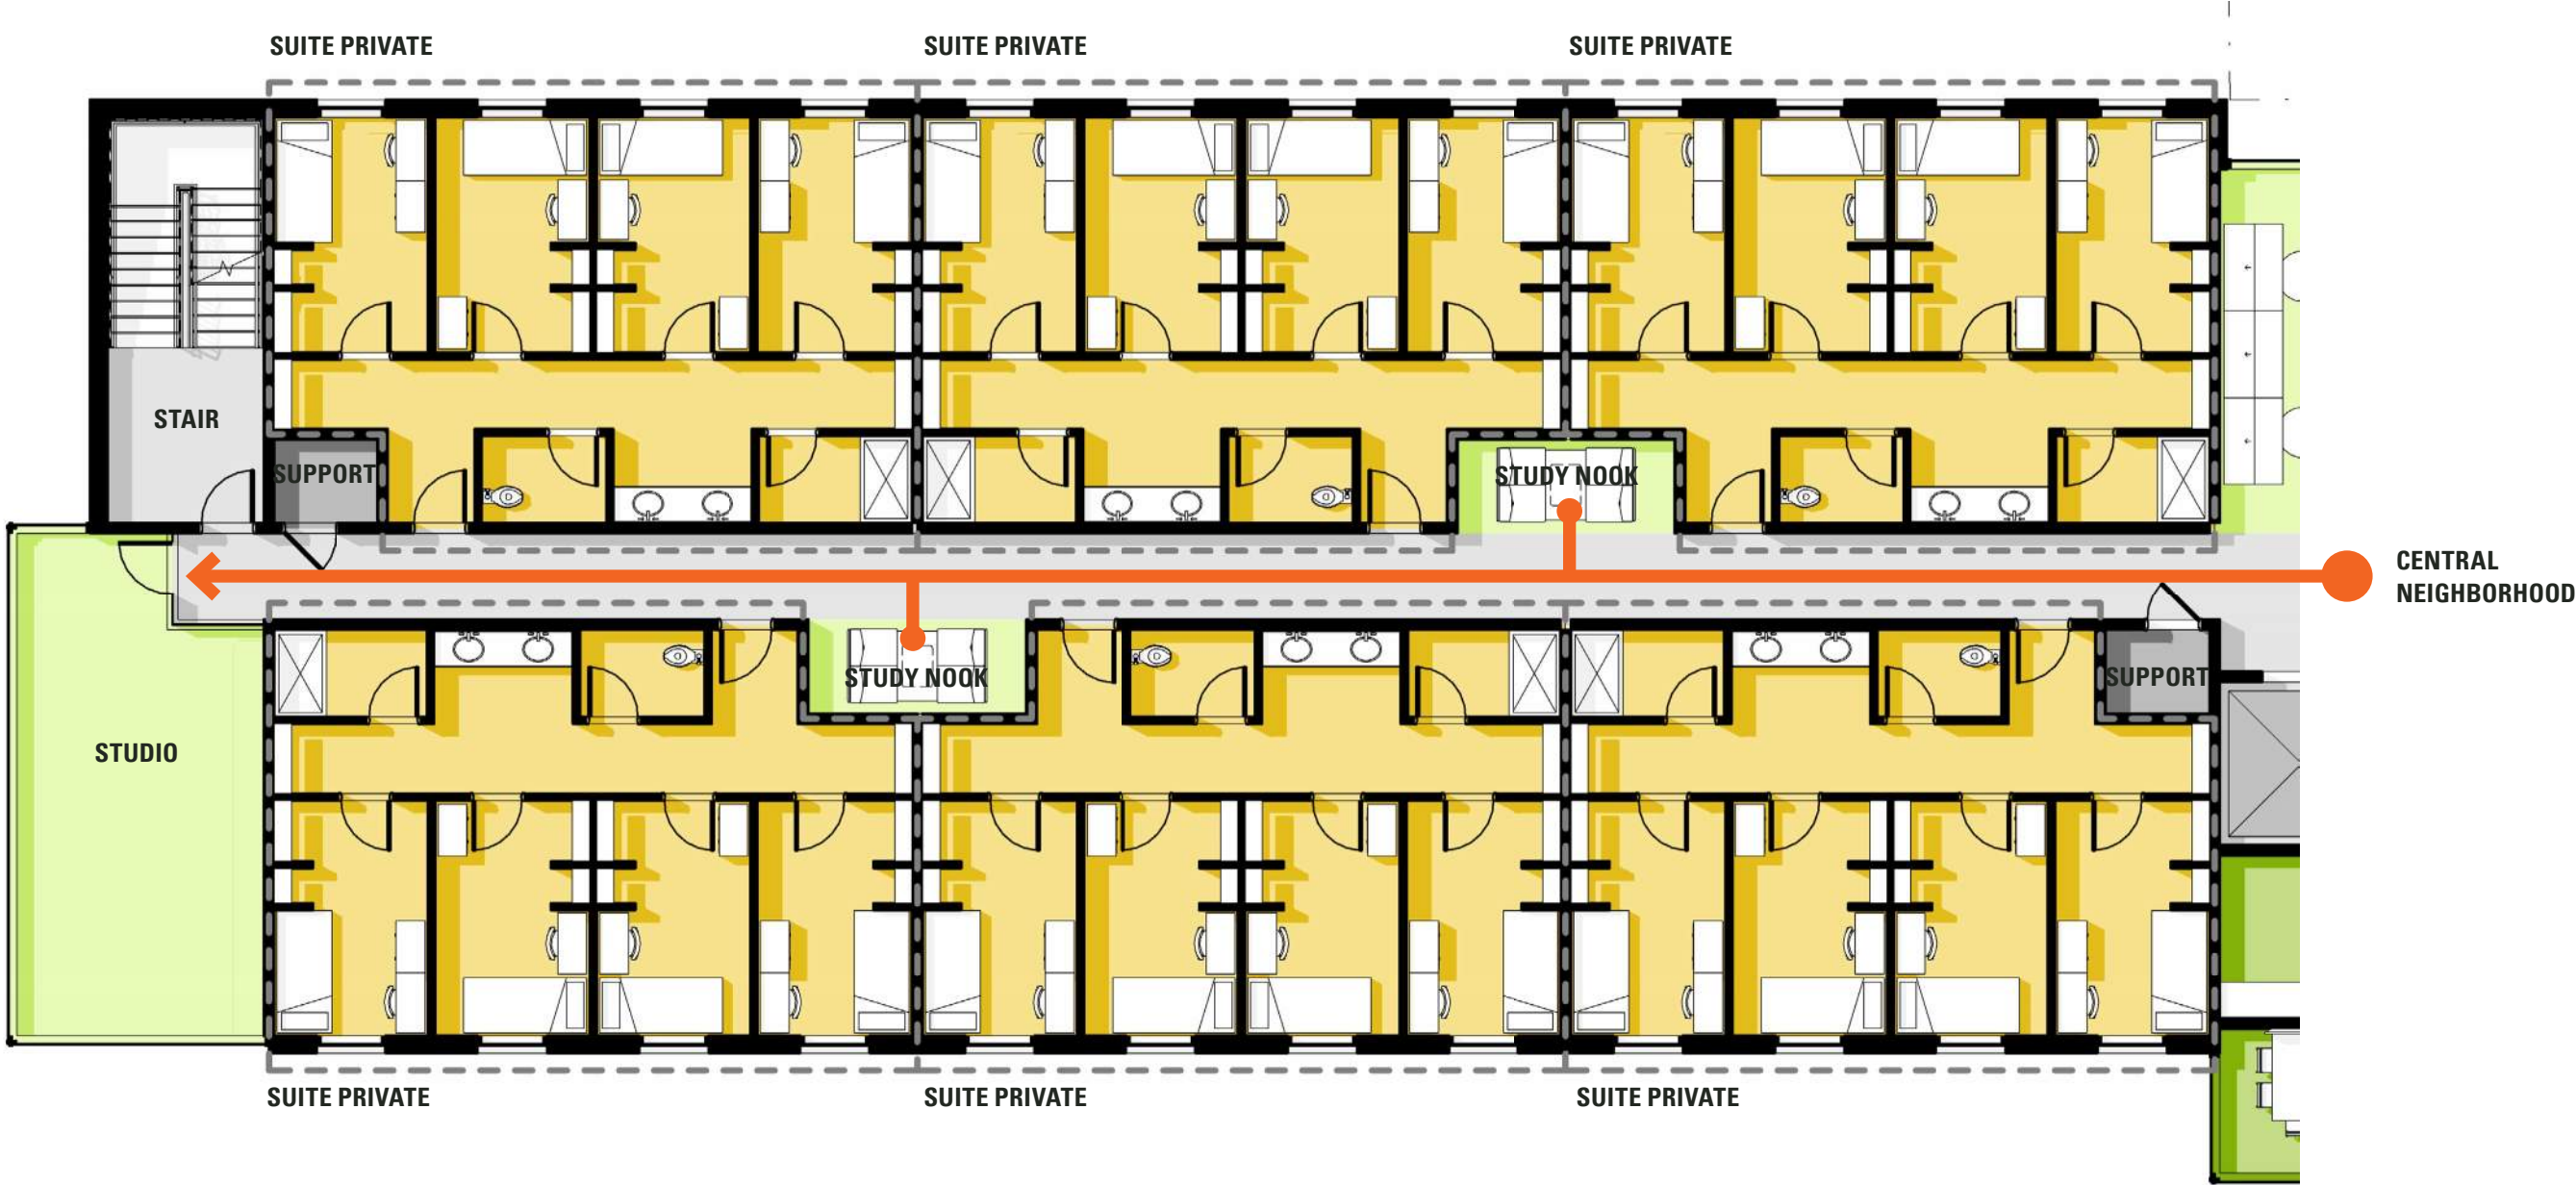 SUITE PRIVATE
SUITE PRIVATE
SUITE PRIVATE
STAIR
SUPPORT
STUDY NOOK
CENTRAL
NEIGHBORHOOD
STUDY NOOK
SUPPORT
STUDIO
SUITE PRIVATE
SUITE PRIVATE
SUITE PRIVATE